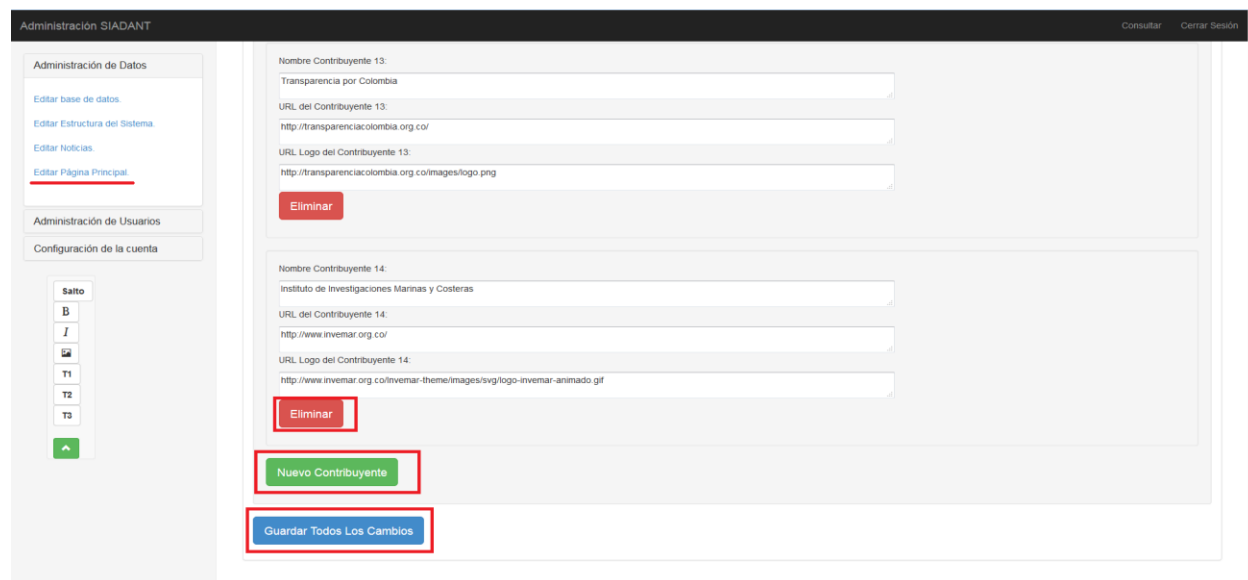 Administración SIADANT
Consultar
Cerrar Sesión
Administración de Datos
Editar base de datos.
Editar Estructura del Sistema.
Editar Noticias.
Editar Página Principal.
Administración de Usuarios
Configuración de la cuenta
Salto
B
I
T1
T2
T3
Nombre Contribuyente 13:
Transparencia por Colombia
URL del Contribuyente 13:
http://transparenciacolombia.org.co/
URL Logo del Contribuyente 13:
http://transparenciacolombia.org.co/images/logo.png
Eliminar
Nombre Contribuyente 14:
Instituto de Investigaciones Marinas y Costeras
URL del Contribuyente 14:
http://www.invemar.org.co/
URL Logo del Contribuyente 14:
http://www.invemar.org.co/Invemar-theme/images/svg/logo-invemar-animado.gif
Eliminar
Nuevo Contribuyente
Guardar Todos Los Cambios